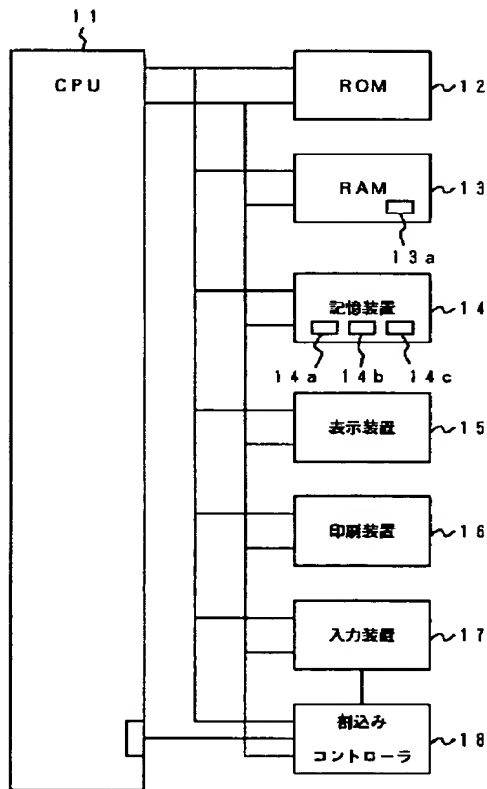 11
CPU
ROM
12
RAM
13
13a
記憶装置
14
14a 14b 14c
表示装置
15
印刷装置
16
入力装置
17
割込み
コントローラ
18